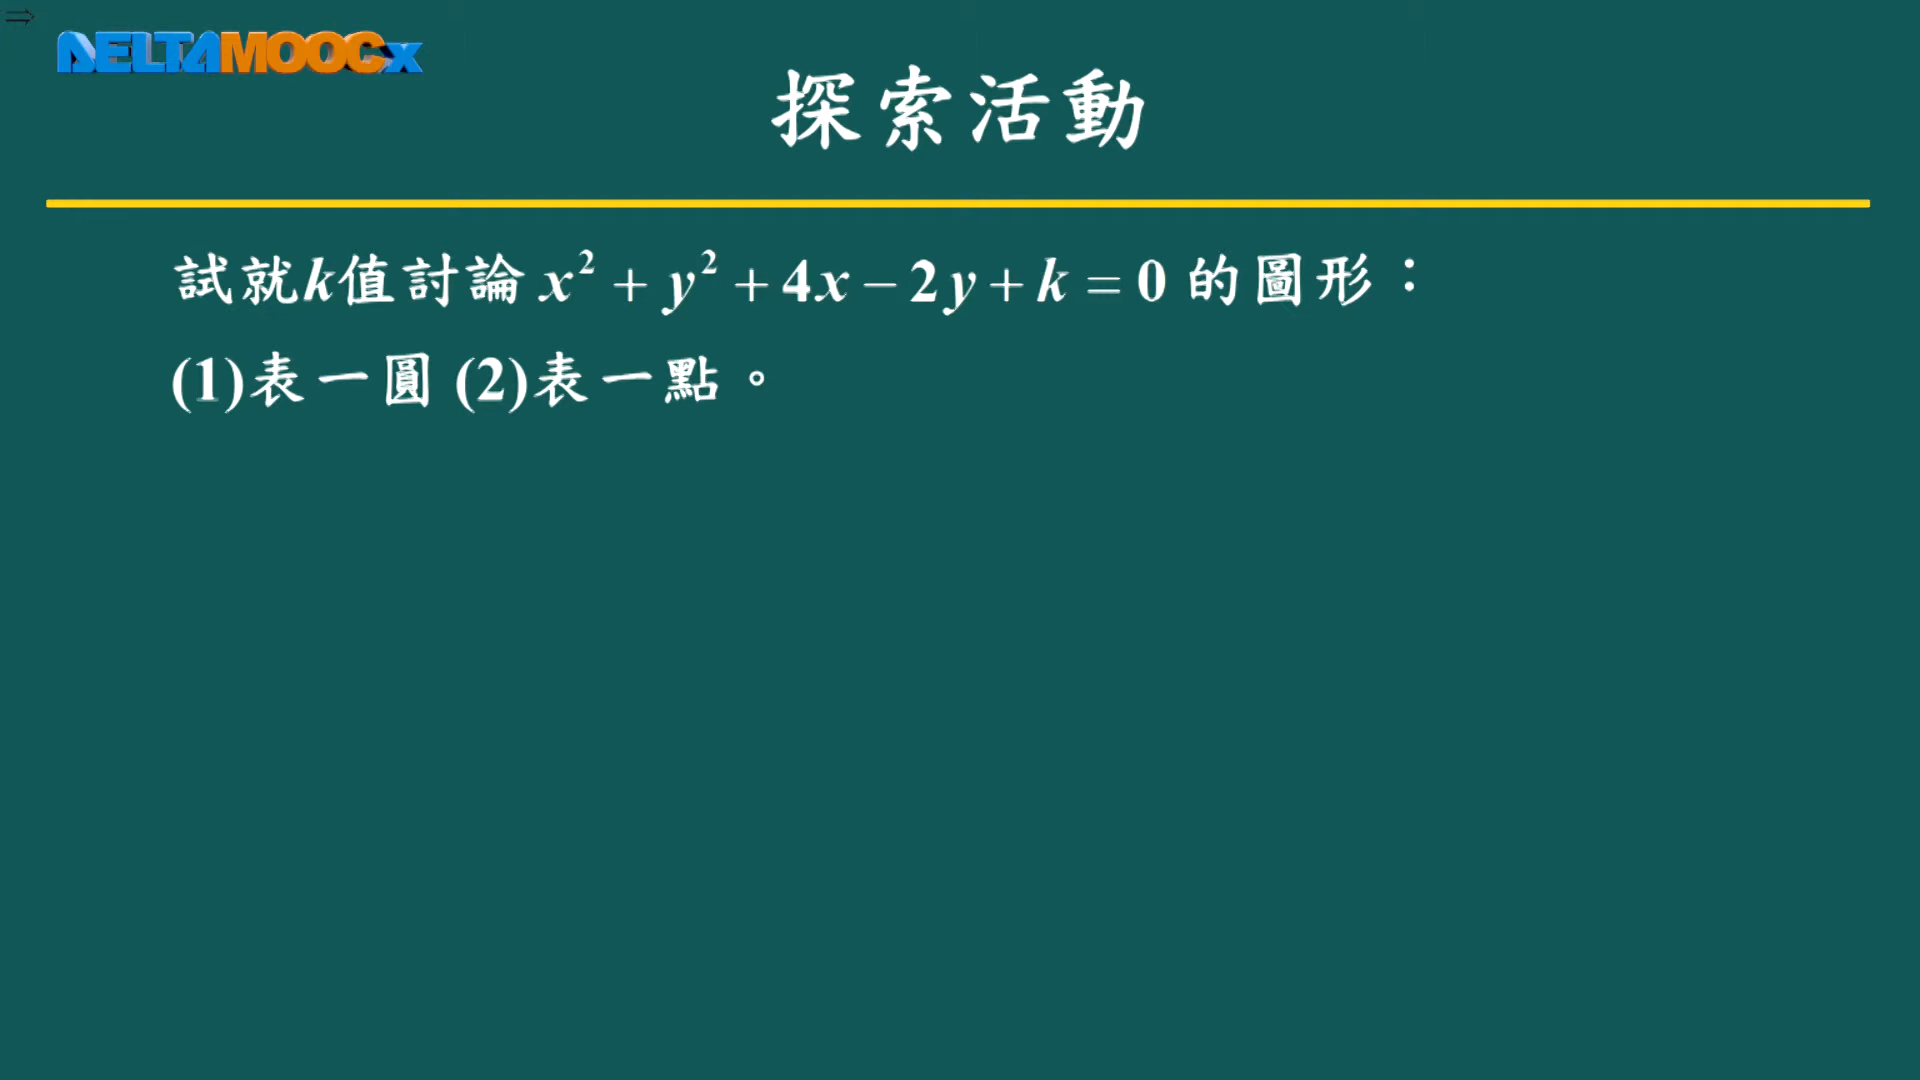 ⇒
DELTAMOOCx
探索活動
試就k值討論 x² + y² + 4x − 2y + k = 0 的圖形：
(1)表一圓 (2)表一點。